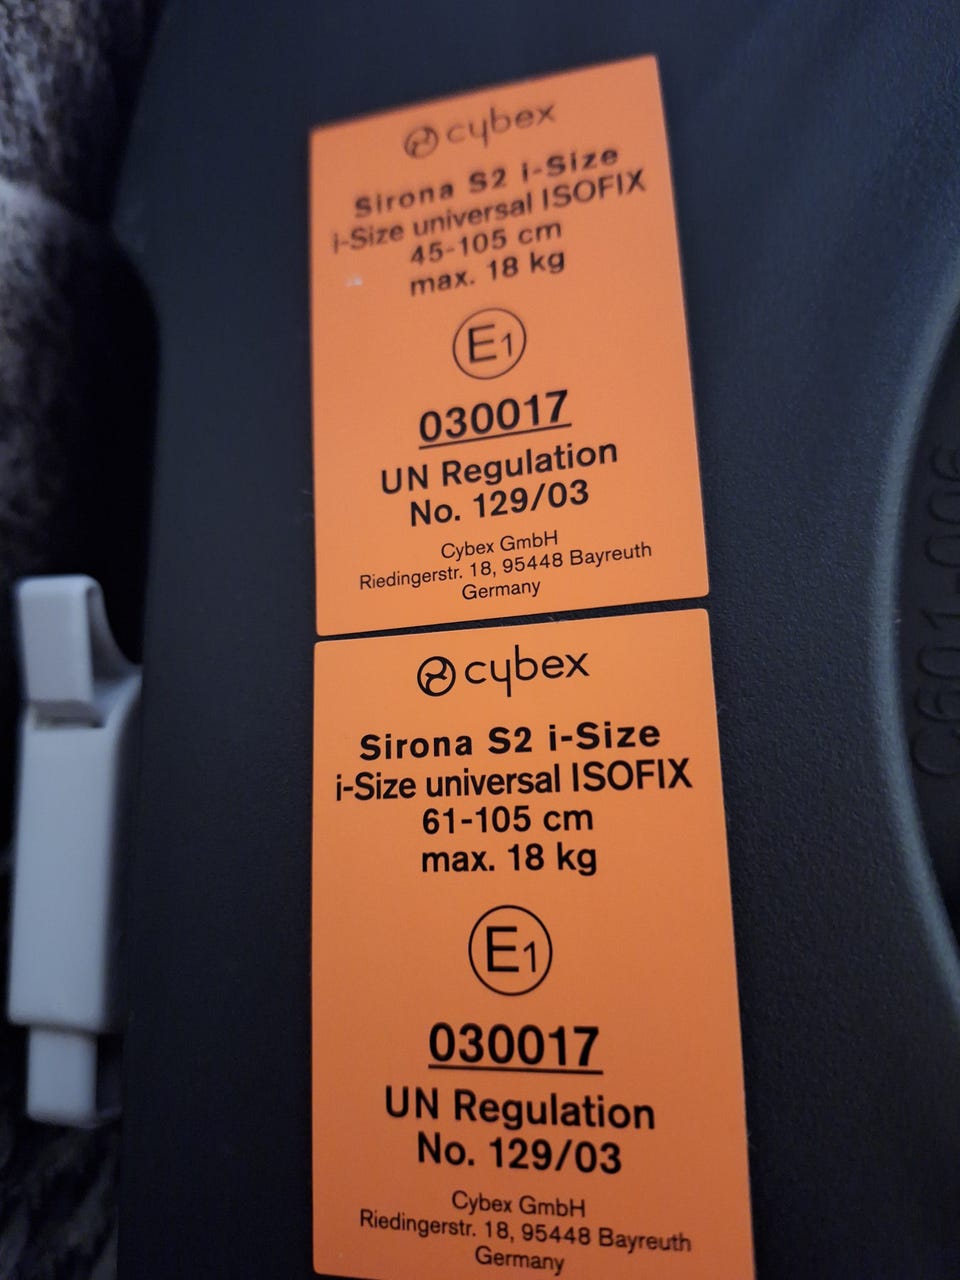 cybex
Sirona S2 i-Size
i-Size universal ISOFIX
45-105 cm
max. 18 kg
E1
030017
UN Regulation
No. 129/03
Cybex GmbH
Riedingerstr. 18, 95448 Bayreuth
Germany
cybex
Sirona S2 i-Size
i-Size universal ISOFIX
61-105 cm
max. 18 kg
E1
030017
UN Regulation
No. 129/03
Cybex GmbH
Riedingerstr. 18, 95448 Bayreuth
Germany